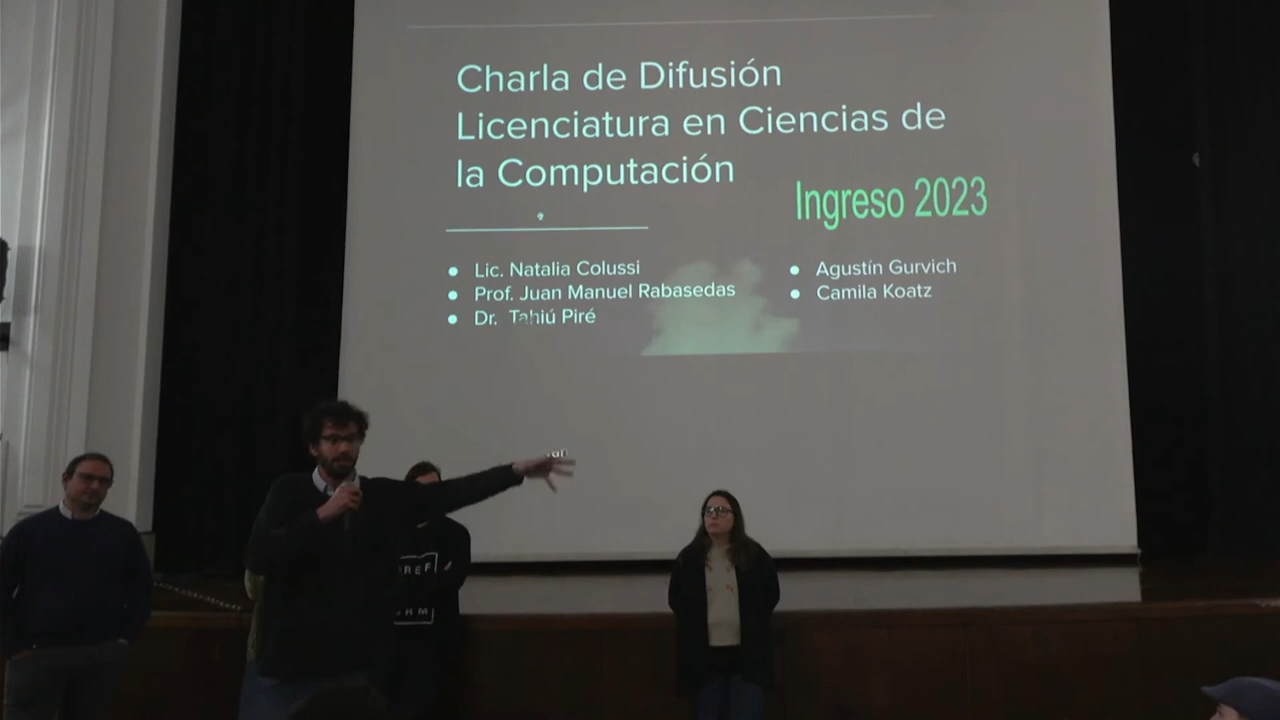 Charla de Difusión
Licenciatura en Ciencias de
la Computación
Ingreso 2023
• Lic. Natalia Colussi
• Prof. Juan Manuel Rabasedas
• Dr. Tahiú Piré
• Agustín Gurvich
• Camila Koatz